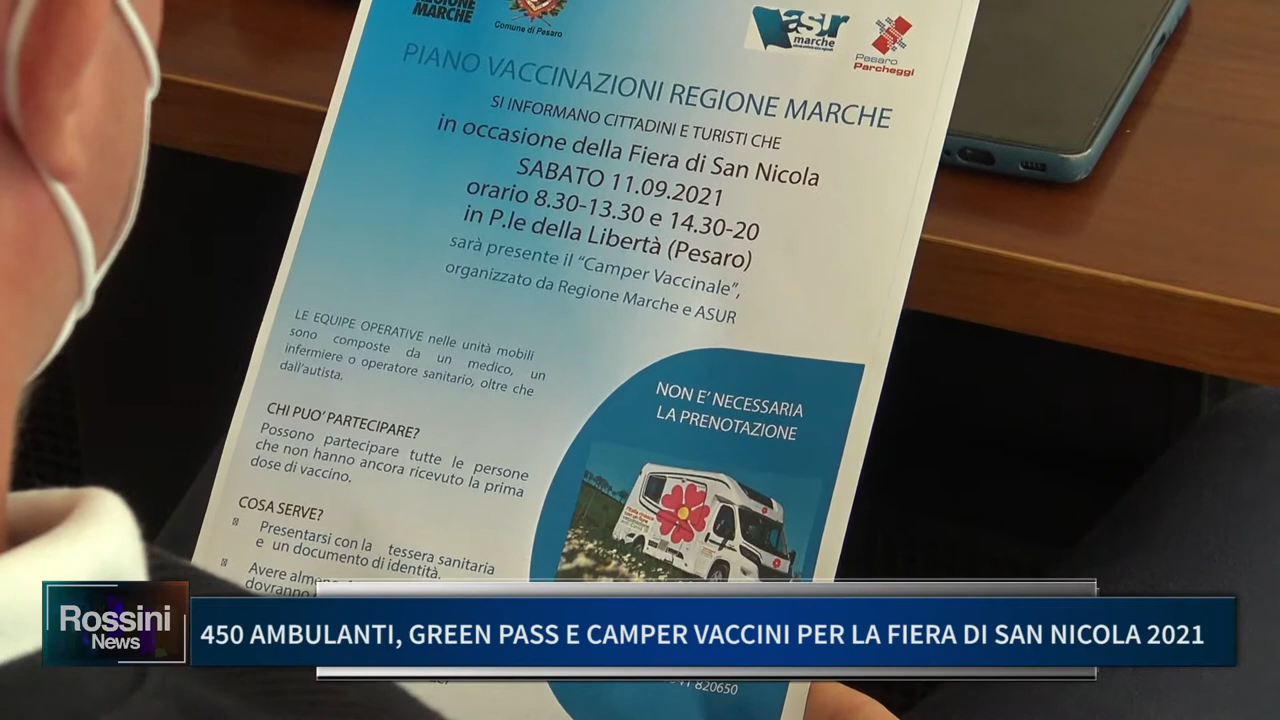 REGIONE
MARCHE
Comune di Pesaro
asur
marche
Pesaro
Parcheggi
PIANO VACCINAZIONI REGIONE MARCHE
SI INFORMANO CITTADINI E TURISTI CHE
in occasione della Fiera di San Nicola
SABATO 11.09.2021
orario 8.30-13.30 e 14.30-20
in P.le della Libertà (Pesaro)
sarà presente il “Camper Vaccinale”,
organizzato da Regione Marche e ASUR
LE EQUIPE OPERATIVE nelle unità mobili
sono composte da un medico, un
infermiere o operatore sanitario, oltre che
dall'autista.
NON E' NECESSARIA
LA PRENOTAZIONE
CHI PUO' PARTECIPARE?
Possono partecipare tutte le persone
che non hanno ancora ricevuto la prima
dose di vaccino.
COSA SERVE?
Presentarsi con la tessera sanitaria
e un documento di identità.
Avere
dovranno
820650
Rossini
News
450 AMBULANTI, GREEN PASS E CAMPER VACCINI PER LA FIERA DI SAN NICOLA 2021